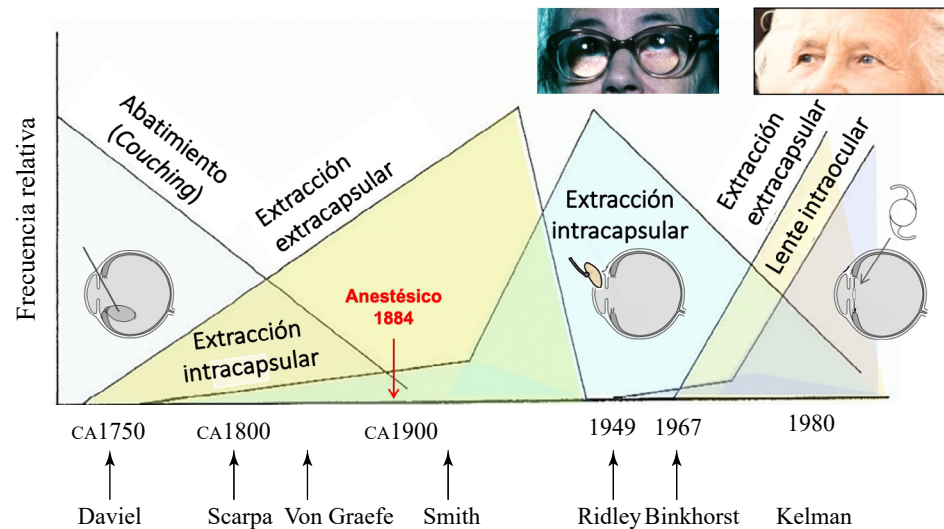 Frecuencia relativa
Abatimiento
(Couching)
Extracción
extracapsular
Extracción
intracapsular
Anestésico
1884
Extracción
intracapsular
Extracción
extracapsular
Lente intraocular
CA1750
CA1800
CA1900
1949
1967
1980
Daviel
Scarpa
Von Graefe
Smith
Ridley
Binkhorst
Kelman